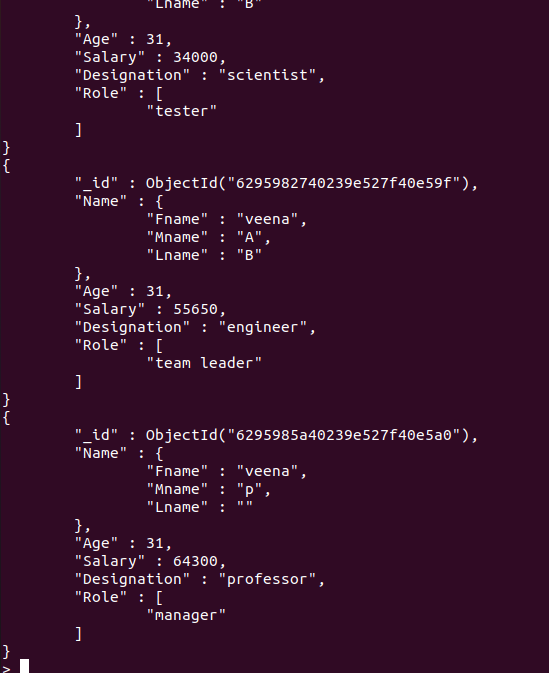 "Lname" : "B"
},
"Age" : 31,
"Salary" : 34000,
"Designation" : "scientist",
"Role" : [
"tester"
]
}
{
"_id" : ObjectId("6295982740239e527f40e59f"),
"Name" : {
"Fname" : "veena",
"Mname" : "A",
"Lname" : "B"
},
"Age" : 31,
"Salary" : 55650,
"Designation" : "engineer",
"Role" : [
"team leader"
]
}
{
"_id" : ObjectId("6295985a40239e527f40e5a0"),
"Name" : {
"Fname" : "veena",
"Mname" : "p",
"Lname" : ""
},
"Age" : 31,
"Salary" : 64300,
"Designation" : "professor",
"Role" : [
"manager"
]
}
>